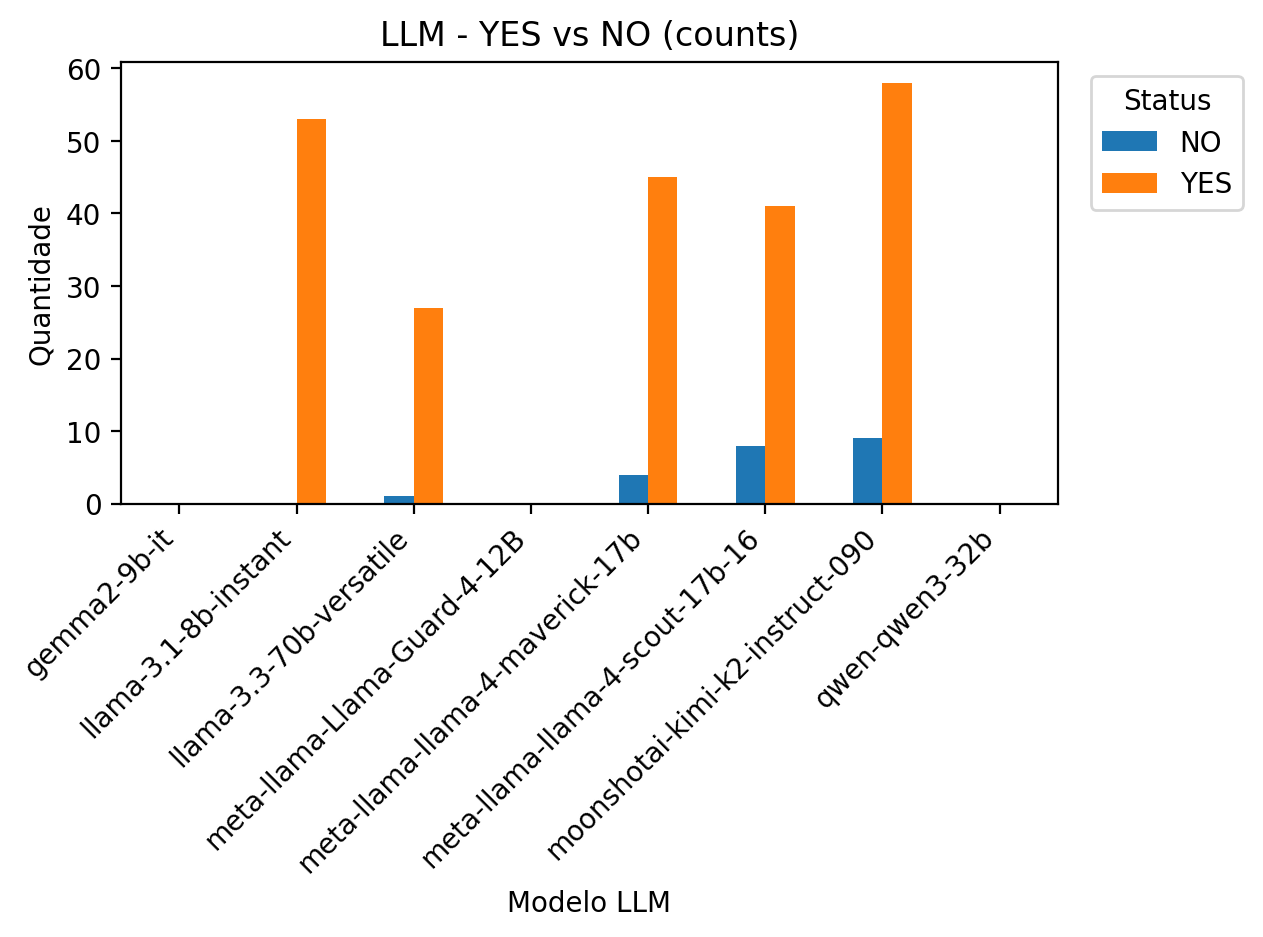 LLM - YES vs NO (counts)
60
50
40
30
20
10
0
Quantidade
Status
NO
YES
gemma2-9b-it
llama-3.1-8b-instant
llama-3.3-70b-versatile
meta-llama-Llama-Guard-4-12B
meta-llama-llama-4-maverick-17b
meta-llama-llama-4-scout-17b-16
moonshotai-kimi-k2-instruct-090
qwen-qwen3-32b
Modelo LLM